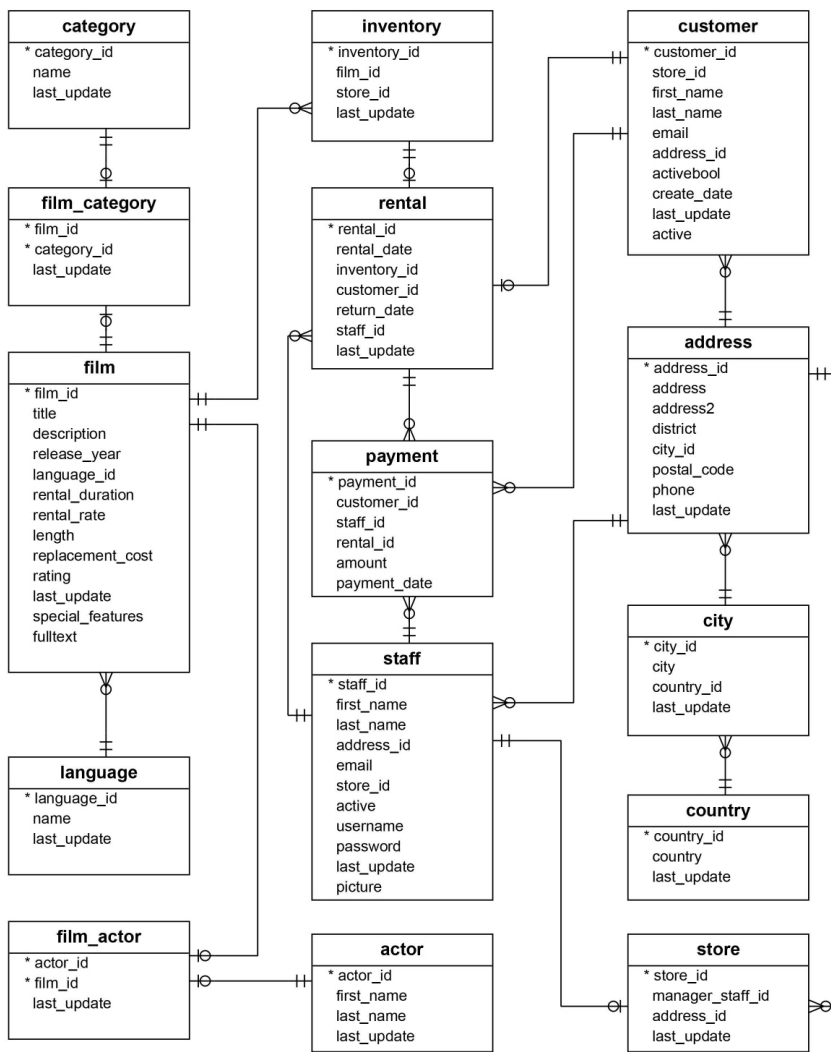 category
* category_id
name
last_update
film_category
* film_id
* category_id
last_update
film
* film_id
title
description
release_year
language_id
rental_duration
rental_rate
length
replacement_cost
rating
last_update
special_features
fulltext
language
* language_id
name
last_update
film_actor
* actor_id
* film_id
last_update
inventory
* inventory_id
film_id
store_id
last_update
rental
* rental_id
rental_date
inventory_id
customer_id
return_date
staff_id
last_update
payment
* payment_id
customer_id
staff_id
rental_id
amount
payment_date
staff
* staff_id
first_name
last_name
address_id
email
store_id
active
username
password
last_update
picture
actor
* actor_id
first_name
last_name
last_update
customer
* customer_id
store_id
first_name
last_name
email
address_id
activebool
create_date
last_update
active
address
* address_id
address
address2
district
city_id
postal_code
phone
last_update
city
* city_id
city
country_id
last_update
country
* country_id
country
last_update
store
* store_id
manager_staff_id
address_id
last_update